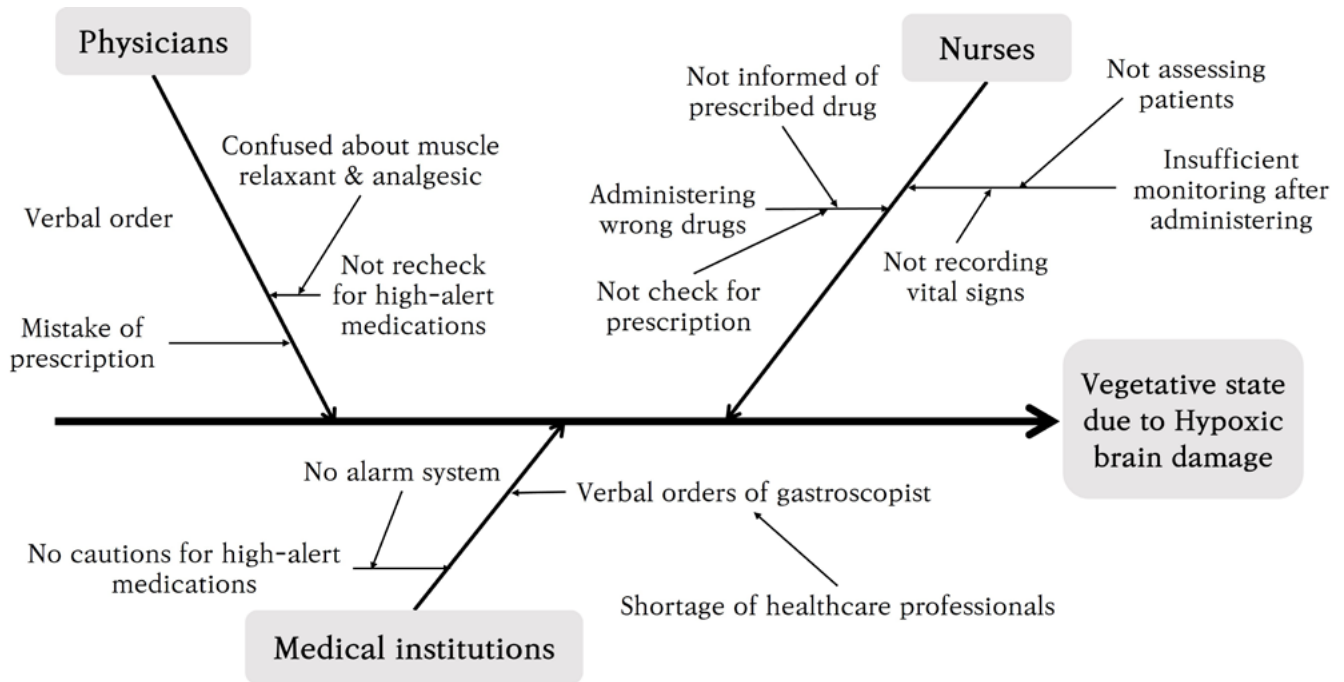 Physicians
Confused about muscle
relaxant & analgesic
Verbal order
Not recheck
for high-alert
medications
Mistake of
prescription
Nurses
Not informed of
prescribed drug
Administering
wrong drugs
Not check for
prescription
Not assessing
patients
Insufficient
monitoring after
administering
Not recording
vital signs
Vegetative state
due to Hypoxic
brain damage
No alarm system
No cautions for high-alert
medications
Verbal orders of gastroscopist
Shortage of healthcare professionals
Medical institutions